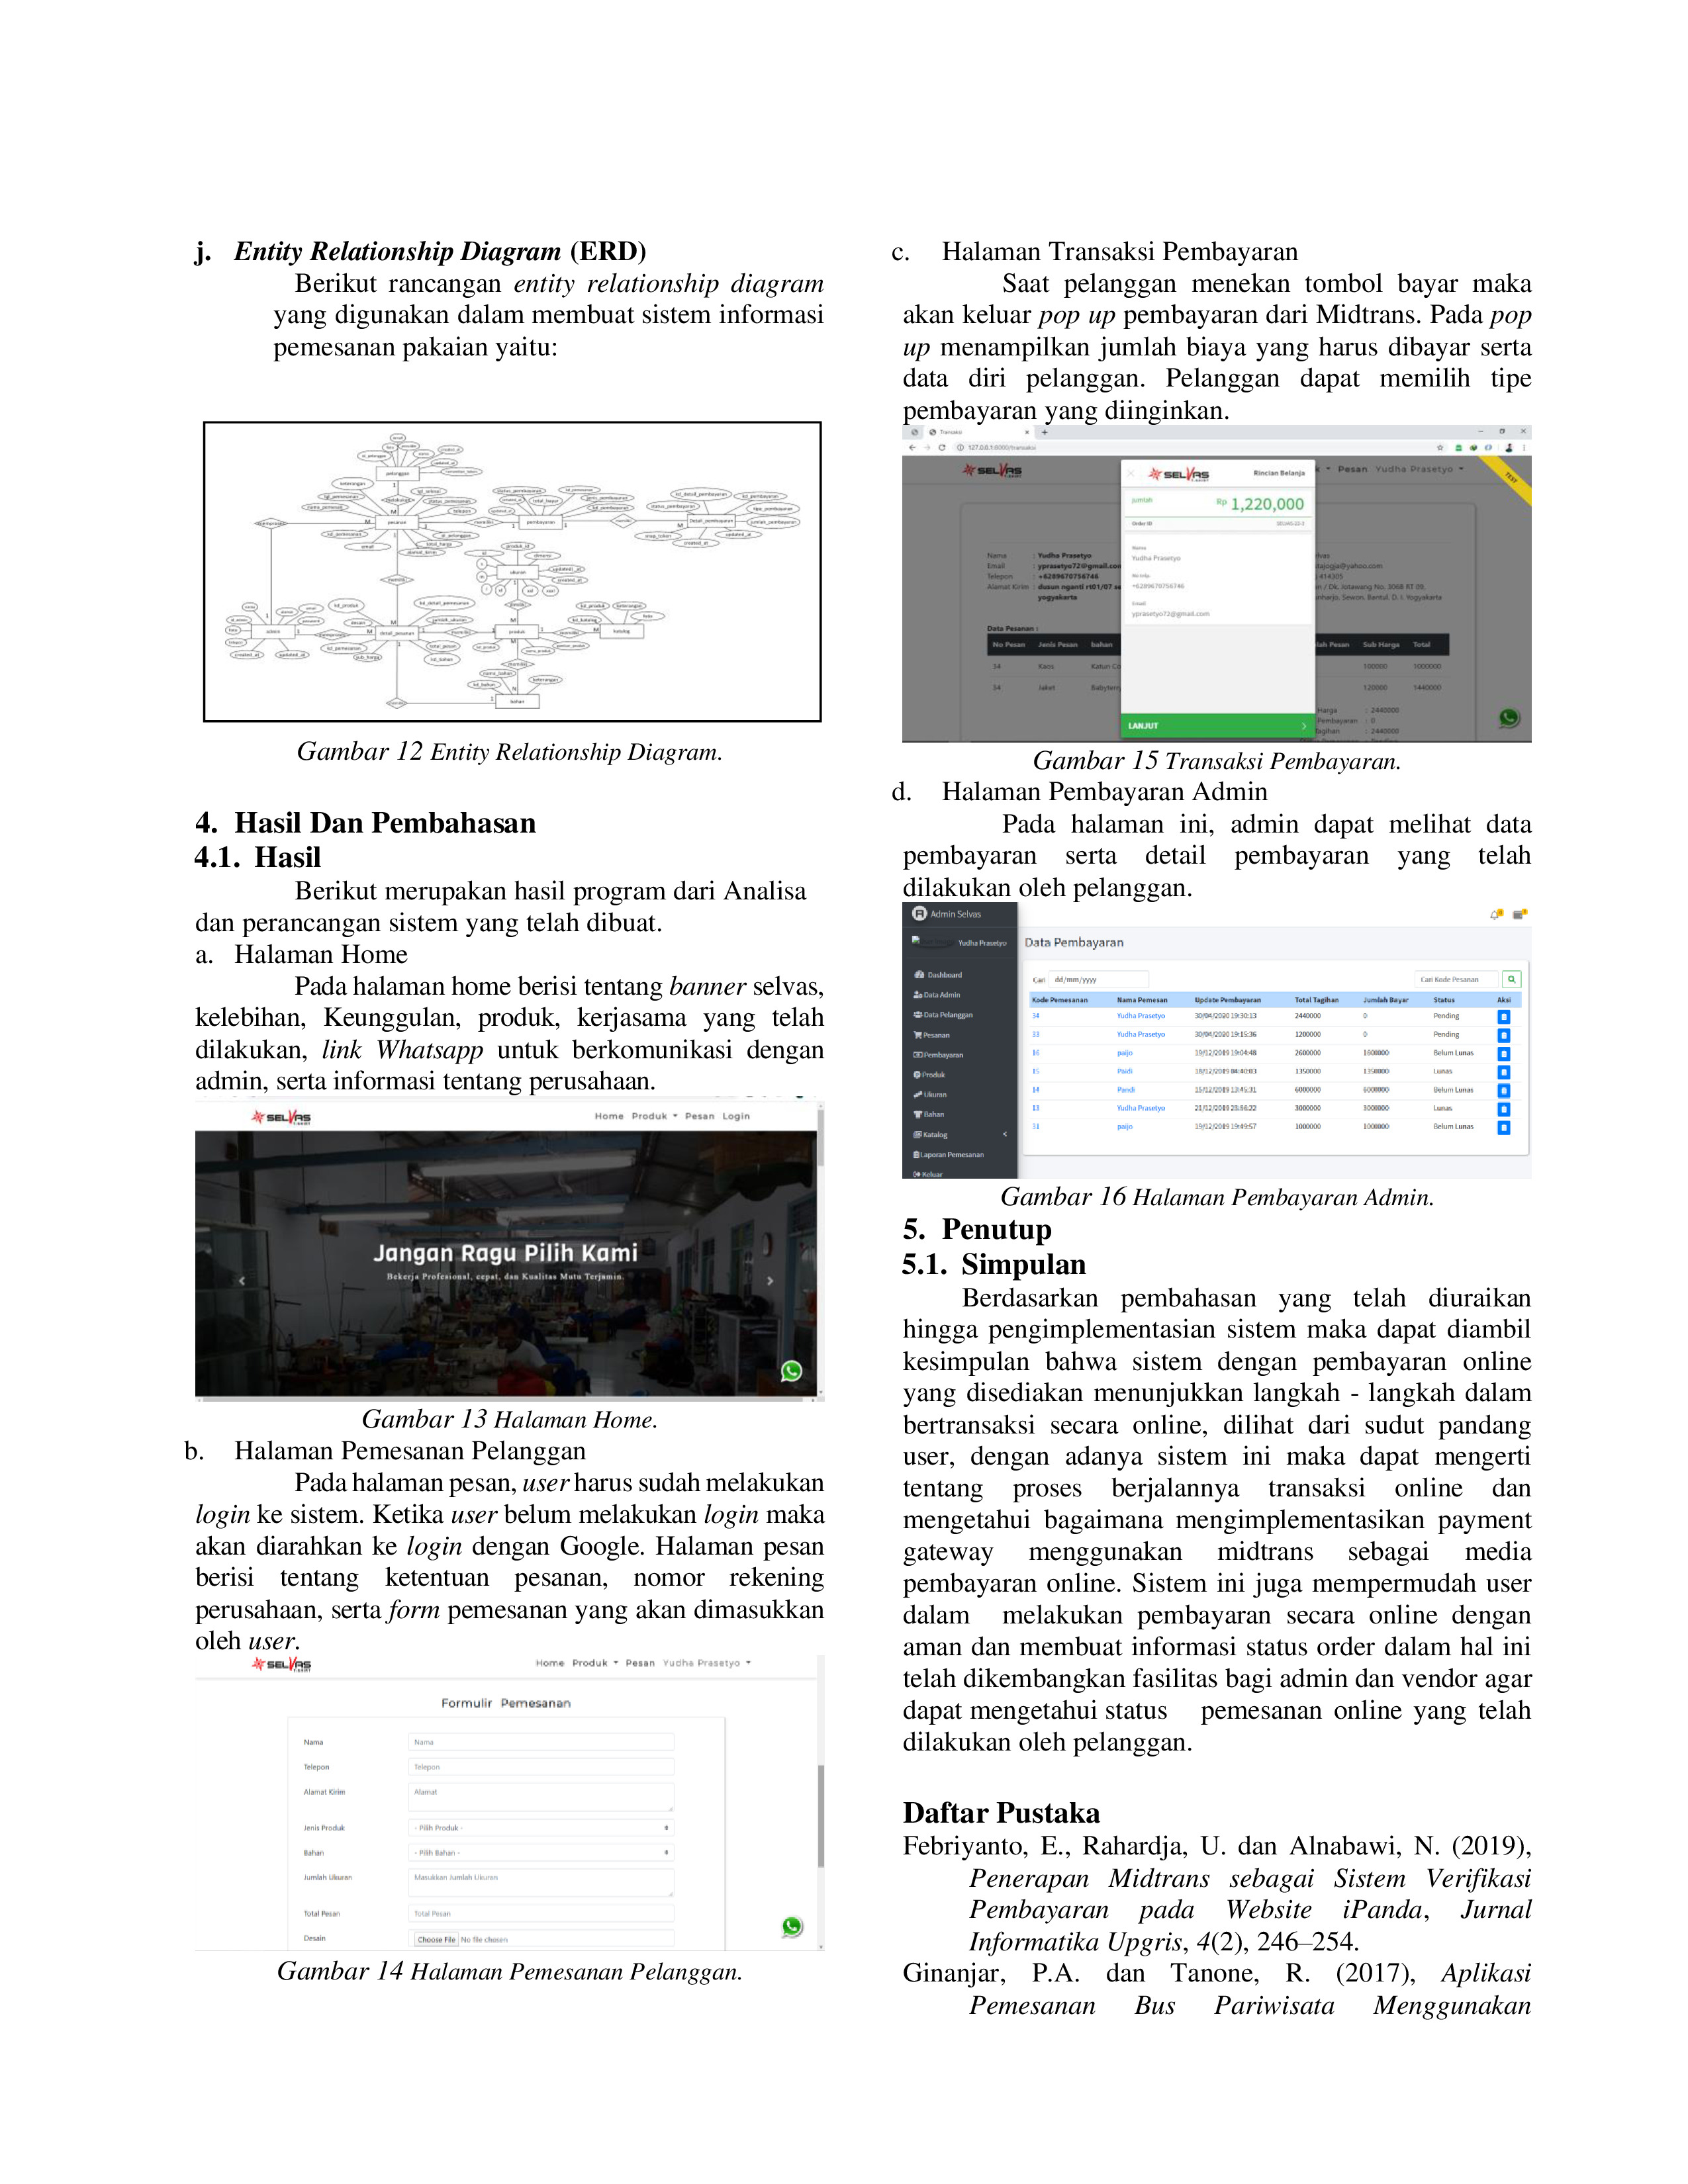 j. Entity Relationship Diagram (ERD)
Berikut rancangan entity relationship diagram
yang digunakan dalam membuat sistem informasi
pemesanan pakaian yaitu:
pelanggan
pesanan
pembayaran
ukuran
admin
detail_pesanan
produk
katalog
bahan
Gambar 12 Entity Relationship Diagram.
4. Hasil Dan Pembahasan
4.1. Hasil
Berikut merupakan hasil program dari Analisa
dan perancangan sistem yang telah dibuat.
a. Halaman Home
Pada halaman home berisi tentang banner selvas,
kelebihan, Keunggulan, produk, kerjasama yang telah
dilakukan, link Whatsapp untuk berkomunikasi dengan
admin, serta informasi tentang perusahaan.
SELVAS
Home Produk Pesan Login
Jangan Ragu Pilih Kami
Bekerja Profesional, cepat, dan Kualitas Mutu Terjamin.
Gambar 13 Halaman Home.
b. Halaman Pemesanan Pelanggan
Pada halaman pesan, user harus sudah melakukan
login ke sistem. Ketika user belum melakukan login maka
akan diarahkan ke login dengan Google. Halaman pesan
berisi tentang ketentuan pesanan, nomor rekening
perusahaan, serta form pemesanan yang akan dimasukkan
oleh user.
SELVAS
Home Produk Pesan Yudha Prasetyo
Formulir Pemesanan
Nama Nama
Telepon Telepon
Alamat Kirim Alamat
Jenis Produk - Pilih Produk -
Bahan - Pilih Bahan -
Jumlah Ukuran Masukkan Jumlah Ukuran
Total Pesan Total Pesan
Desain Choose File No file chosen
Gambar 14 Halaman Pemesanan Pelanggan.
c. Halaman Transaksi Pembayaran
Saat pelanggan menekan tombol bayar maka
akan keluar pop up pembayaran dari Midtrans. Pada pop
up menampilkan jumlah biaya yang harus dibayar serta
data diri pelanggan. Pelanggan dapat memilih tipe
pembayaran yang diinginkan.
Transaksi
127.0.0.1:8000/transaksi
SELVAS
Pesan Yudha Prasetyo
TEST
SELVAS Rincian Belanja
jumlah Rp 1,220,000
Order ID
Nama
Yudha Prasetyo
+6289670756746
Email
yprasetyo72@gmail.com
LANJUT
Nama : Yudha Prasetyo
Email : yprasetyo72@gmail.com
Telepon : +6289670756746
Alamat Kirim : dusun nganti rt01/07
yogyakarta
Data Pesanan :
No Pesan Jenis Pesan bahan Sub Harga Total
34 Kaos Katun 100000 1000000
34 Jaket Babyterry 120000 1440000
Harga : 2440000
Pembayaran : 0
Tagihan : 2440000
Gambar 15 Transaksi Pembayaran.
d. Halaman Pembayaran Admin
Pada halaman ini, admin dapat melihat data
pembayaran serta detail pembayaran yang telah
dilakukan oleh pelanggan.
Admin Selvas
Yudha Prasetyo
Dashboard
Data Admin
Data Pelanggan
Pesanan
Pembayaran
Produk
Ukuran
Bahan
Katalog
Laporan Pemesanan
Keluar
Data Pembayaran
Cari dd/mm/yyyy Cari Kode Pesanan
Kode Pemesanan Nama Pemesan Update Pembayaran Total Tagihan Jumlah Bayar Status Aksi
34 Yudha Prasetyo 30/04/2020 19:30:13 2440000 0 Pending
33 Yudha Prasetyo 30/04/2020 19:15:36 1200000 0 Pending
16 paijo 19/12/2019 19:04:48 2600000 1600000 Belum Lunas
15 Paidi 18/12/2019 04:40:03 1350000 1350000 Lunas
14 Pandi 15/12/2019 13:45:31 6000000 6000000 Belum Lunas
13 Yudha Prasetyo 21/12/2019 23:56:22 3000000 3000000 Lunas
31 paijo 19/12/2019 19:49:57 1000000 1000000 Belum Lunas
Gambar 16 Halaman Pembayaran Admin.
5. Penutup
5.1. Simpulan
Berdasarkan pembahasan yang telah diuraikan
hingga pengimplementasian sistem maka dapat diambil
kesimpulan bahwa sistem dengan pembayaran online
yang disediakan menunjukkan langkah - langkah dalam
bertransaksi secara online, dilihat dari sudut pandang
user, dengan adanya sistem ini maka dapat mengerti
tentang proses berjalannya transaksi online dan
mengetahui bagaimana mengimplementasikan payment
gateway menggunakan midtrans sebagai media
pembayaran online. Sistem ini juga mempermudah user
dalam melakukan pembayaran secara online dengan
aman dan membuat informasi status order dalam hal ini
telah dikembangkan fasilitas bagi admin dan vendor agar
dapat mengetahui status pemesanan online yang telah
dilakukan oleh pelanggan.
Daftar Pustaka
Febriyanto, E., Rahardja, U. dan Alnabawi, N. (2019),
Penerapan Midtrans sebagai Sistem Verifikasi
Pembayaran pada Website iPanda, Jurnal
Informatika Upgris, 4(2), 246–254.
Ginanjar, P.A. dan Tanone, R. (2017), Aplikasi
Pemesanan Bus Pariwisata Menggunakan